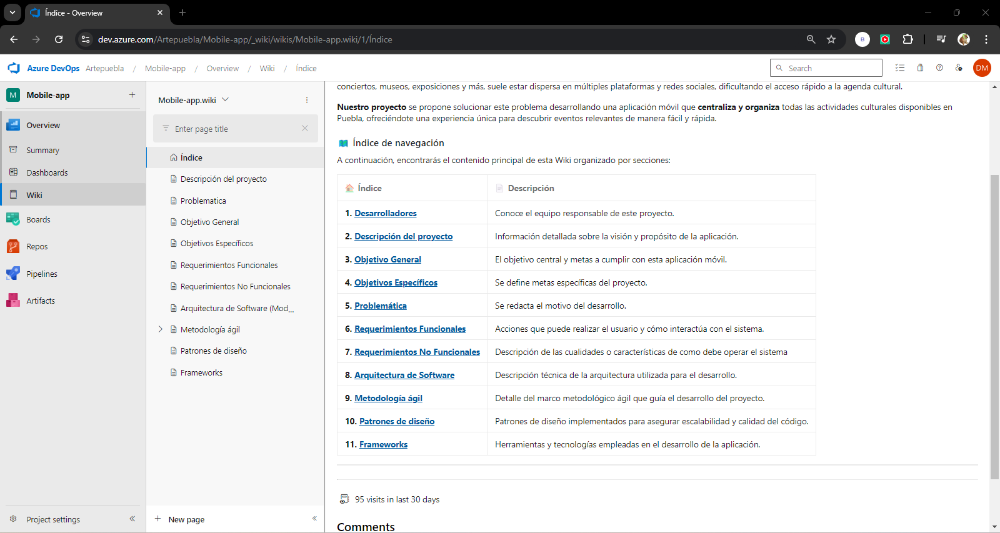 Índice - Overview
dev.azure.com/Artepuebla/Mobile-app/_wiki/wikis/Mobile-app.wiki/1/Índice
B
Azure DevOps Artepuebla / Mobile-app / Overview / Wiki / Índice
Search
DM
M Mobile-app
Overview
Summary
Dashboards
Wiki
Boards
Repos
Pipelines
Artifacts
Project settings
Mobile-app.wiki
Enter page title
Índice
Descripción del proyecto
Problematica
Objetivo General
Objetivos Específicos
Requerimientos Funcionales
Requerimientos No Funcionales
Arquitectura de Software (Mod...
Metodología ágil
Patrones de diseño
Frameworks
New page
conciertos, museos, exposiciones y más, suele estar dispersa en múltiples plataformas y redes sociales, dificultando el acceso rápido a la agenda cultural.
Nuestro proyecto se propone solucionar este problema desarrollando una aplicación móvil que centraliza y organiza todas las actividades culturales disponibles en
Puebla, ofreciéndote una experiencia única para descubrir eventos relevantes de manera fácil y rápida.
Índice de navegación
A continuación, encontrarás el contenido principal de esta Wiki organizado por secciones:
Índice Descripción
1. Desarrolladores Conoce el equipo responsable de este proyecto.
2. Descripción del proyecto Información detallada sobre la visión y propósito de la aplicación.
3. Objetivo General El objetivo central y metas a cumplir con esta aplicación móvil.
4. Objetivos Específicos Se define metas específicas del proyecto.
5. Problemática Se redacta el motivo del desarrollo.
6. Requerimientos Funcionales Acciones que puede realizar el usuario y cómo interactúa con el sistema.
7. Requerimientos No Funcionales Descripción de las cualidades o características de como debe operar el sistema
8. Arquitectura de Software Descripción técnica de la arquitectura utilizada para el desarrollo.
9. Metodología ágil Detalle del marco metodológico ágil que guía el desarrollo del proyecto.
10. Patrones de diseño Patrones de diseño implementados para asegurar escalabilidad y calidad del código.
11. Frameworks Herramientas y tecnologías empleadas en el desarrollo de la aplicación.
95 visits in last 30 days
Comments